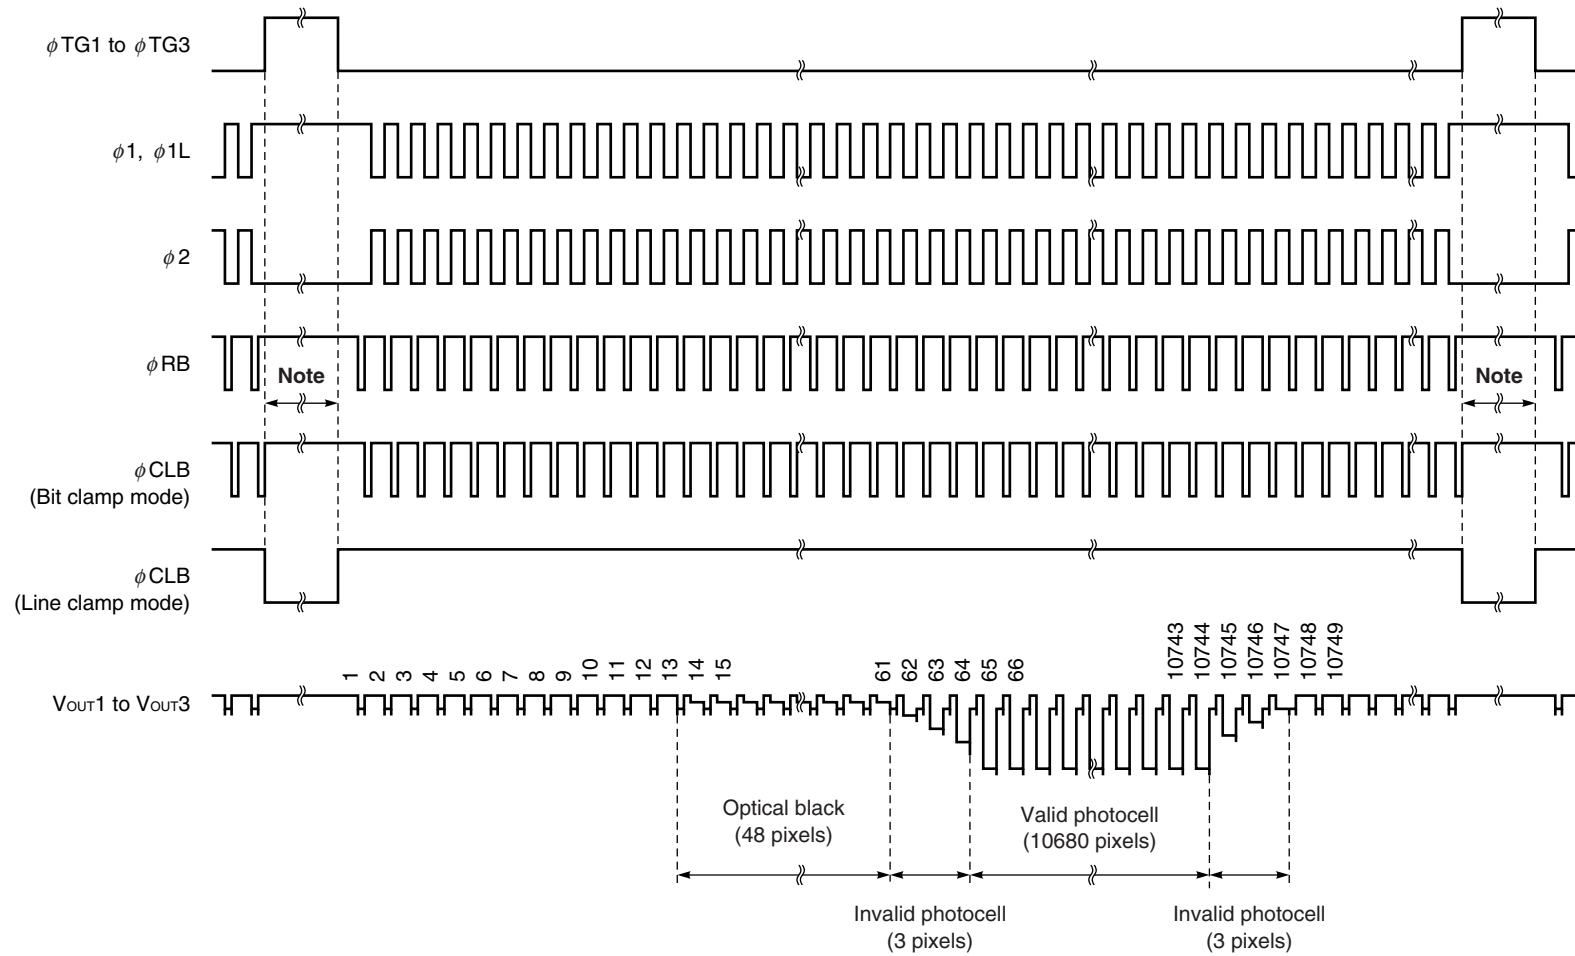 φTG1 to φTG3
φ1, φ1L
φ2
φRB
Note
Note
φCLB
(Bit clamp mode)
φCLB
(Line clamp mode)
VOUT1 to VOUT3
1 2 3 4 5 6 7 8 9 10 11 12 13 14 15 61 62 63 64 65 66 10743 10744 10745 10746 10747 10748 10749
Optical black
(48 pixels)
Valid photocell
(10680 pixels)
Invalid photocell
(3 pixels)
Invalid photocell
(3 pixels)